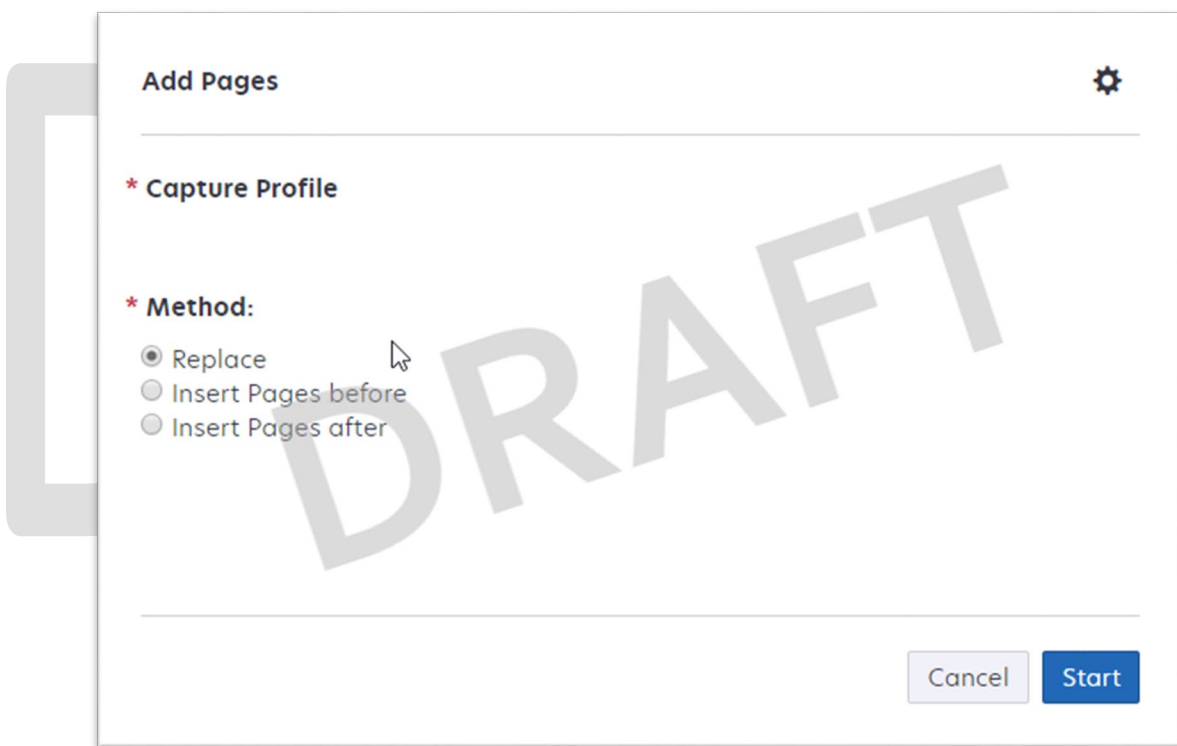 Add Pages
* Capture Profile
* Method:
Replace
Insert Pages before
Insert Pages after
DRAFT
Cancel Start